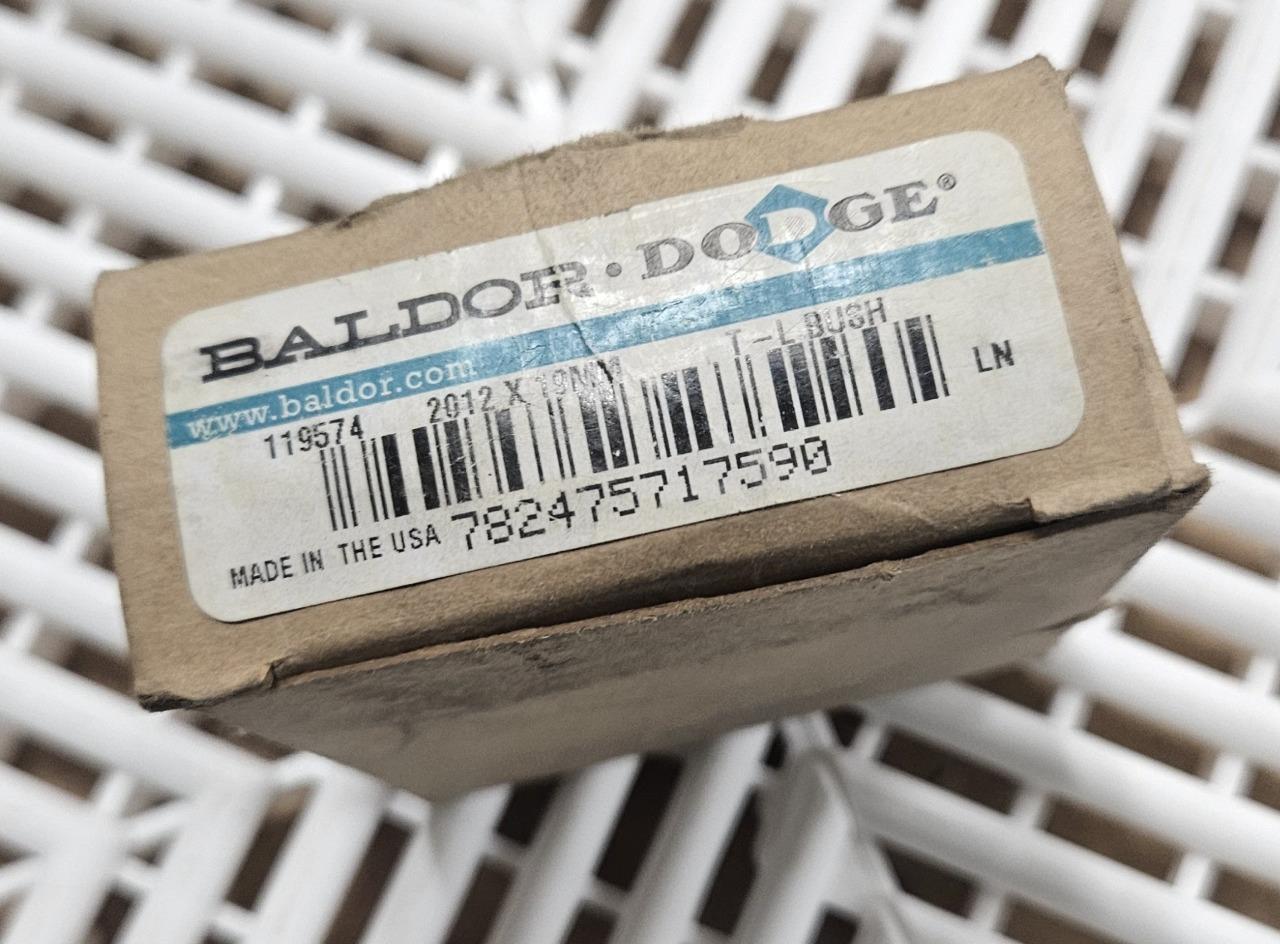 BALDOR · DODGE®
www.baldor.com
119574 2012 X 19MM T-L BUSH
LN
782475717590
MADE IN THE USA